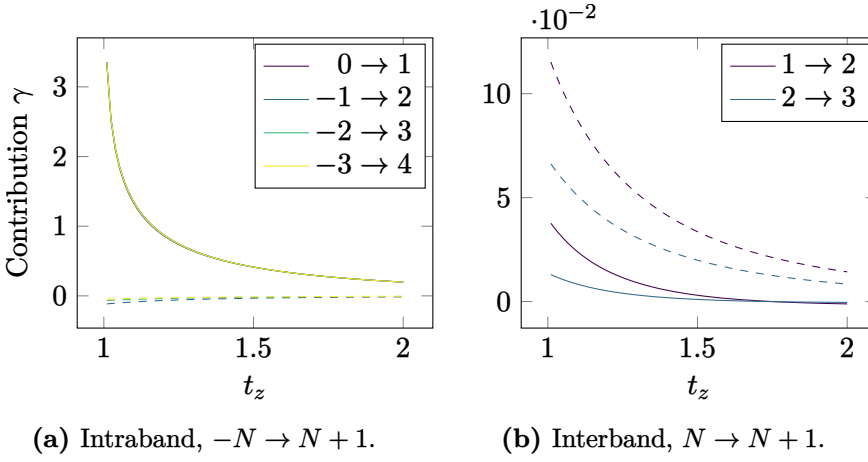 ·10⁻²
3
2
1
0
Contribution γ
0 → 1
−1 → 2
−2 → 3
−3 → 4
1
1.5
2
t_z
10
5
0
1 → 2
2 → 3
1
1.5
2
t_z
(a) Intraband, −N → N + 1.
(b) Interband, N → N + 1.